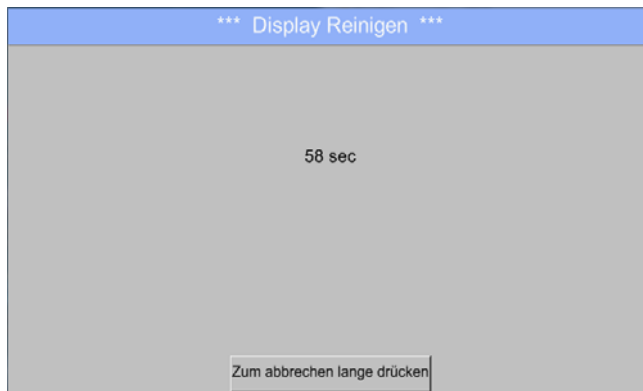 *** Display Reinigen ***
58 sec
Zum abbrechen lange drücken